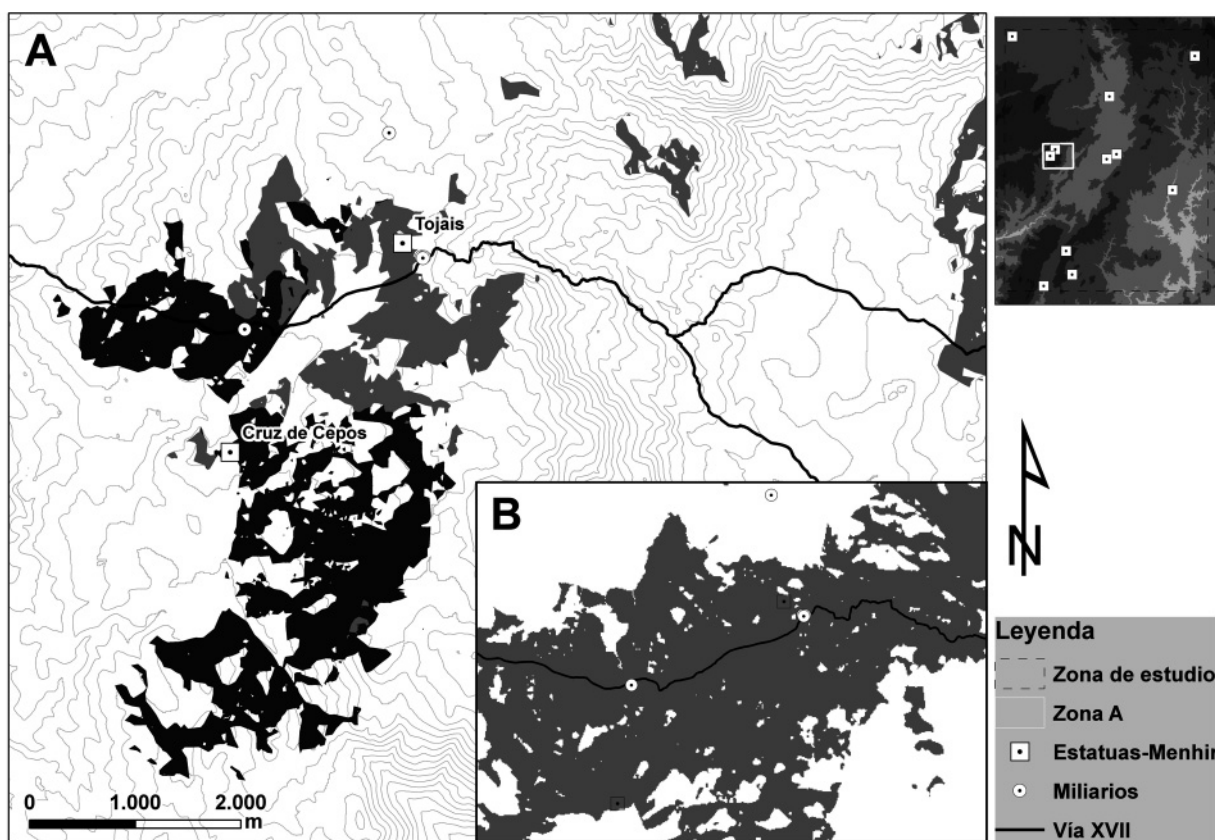 A
Tojais
Cruz de Cepos
B
0 1.000 2.000
m
N
Leyenda
Zona de estudio
Zona A
Estatuas-Menhir
Miliarios
Vía XVII